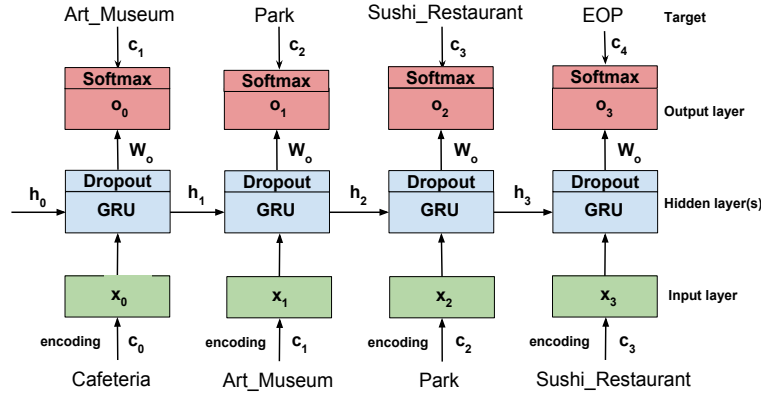 Art_Museum Park Sushi_Restaurant EOP Target
c1 c2 c3 c4
Softmax Softmax Softmax Softmax
o0 o1 o2 o3 Output layer
Wo Wo Wo Wo
Dropout Dropout Dropout Dropout
h0 GRU h1 GRU h2 GRU h3 GRU Hidden layer(s)
x0 x1 x2 x3 Input layer
encoding c0 encoding c1 encoding c2 encoding c3
Cafeteria Art_Museum Park Sushi_Restaurant